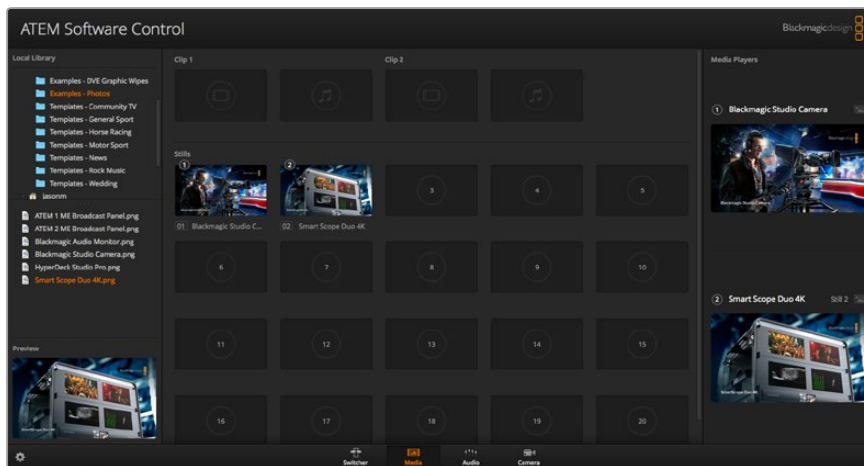 ATEM Software Control
Blackmagicdesign
Local Library
Examples - DVE Graphic Wipes
Examples - Photos
Templates - Community TV
Templates - General Sport
Templates - Horse Racing
Templates - Motor Sport
Templates - News
Templates - Rock Music
Templates - Wedding
jasonm
ATEM 1 ME Broadcast Panel.png
ATEM 2 ME Broadcast Panel.png
Blackmagic Audio Monitor.png
Blackmagic Studio Camera.png
HyperDeck Studio Pro.png
Smart Scope Duo 4K.png
Preview
Clip 1
Clip 2
Stills
1
2
3
4
5
01 Blackmagic Studio C...
02 Smart Scope Duo 4K
6
7
8
9
10
11
12
13
14
15
16
17
18
19
20
Media Players
1 Blackmagic Studio Camera
Blackmagic Studio Camera
2 Smart Scope Duo 4K Still 2
Switcher
Media
Audio
Camera